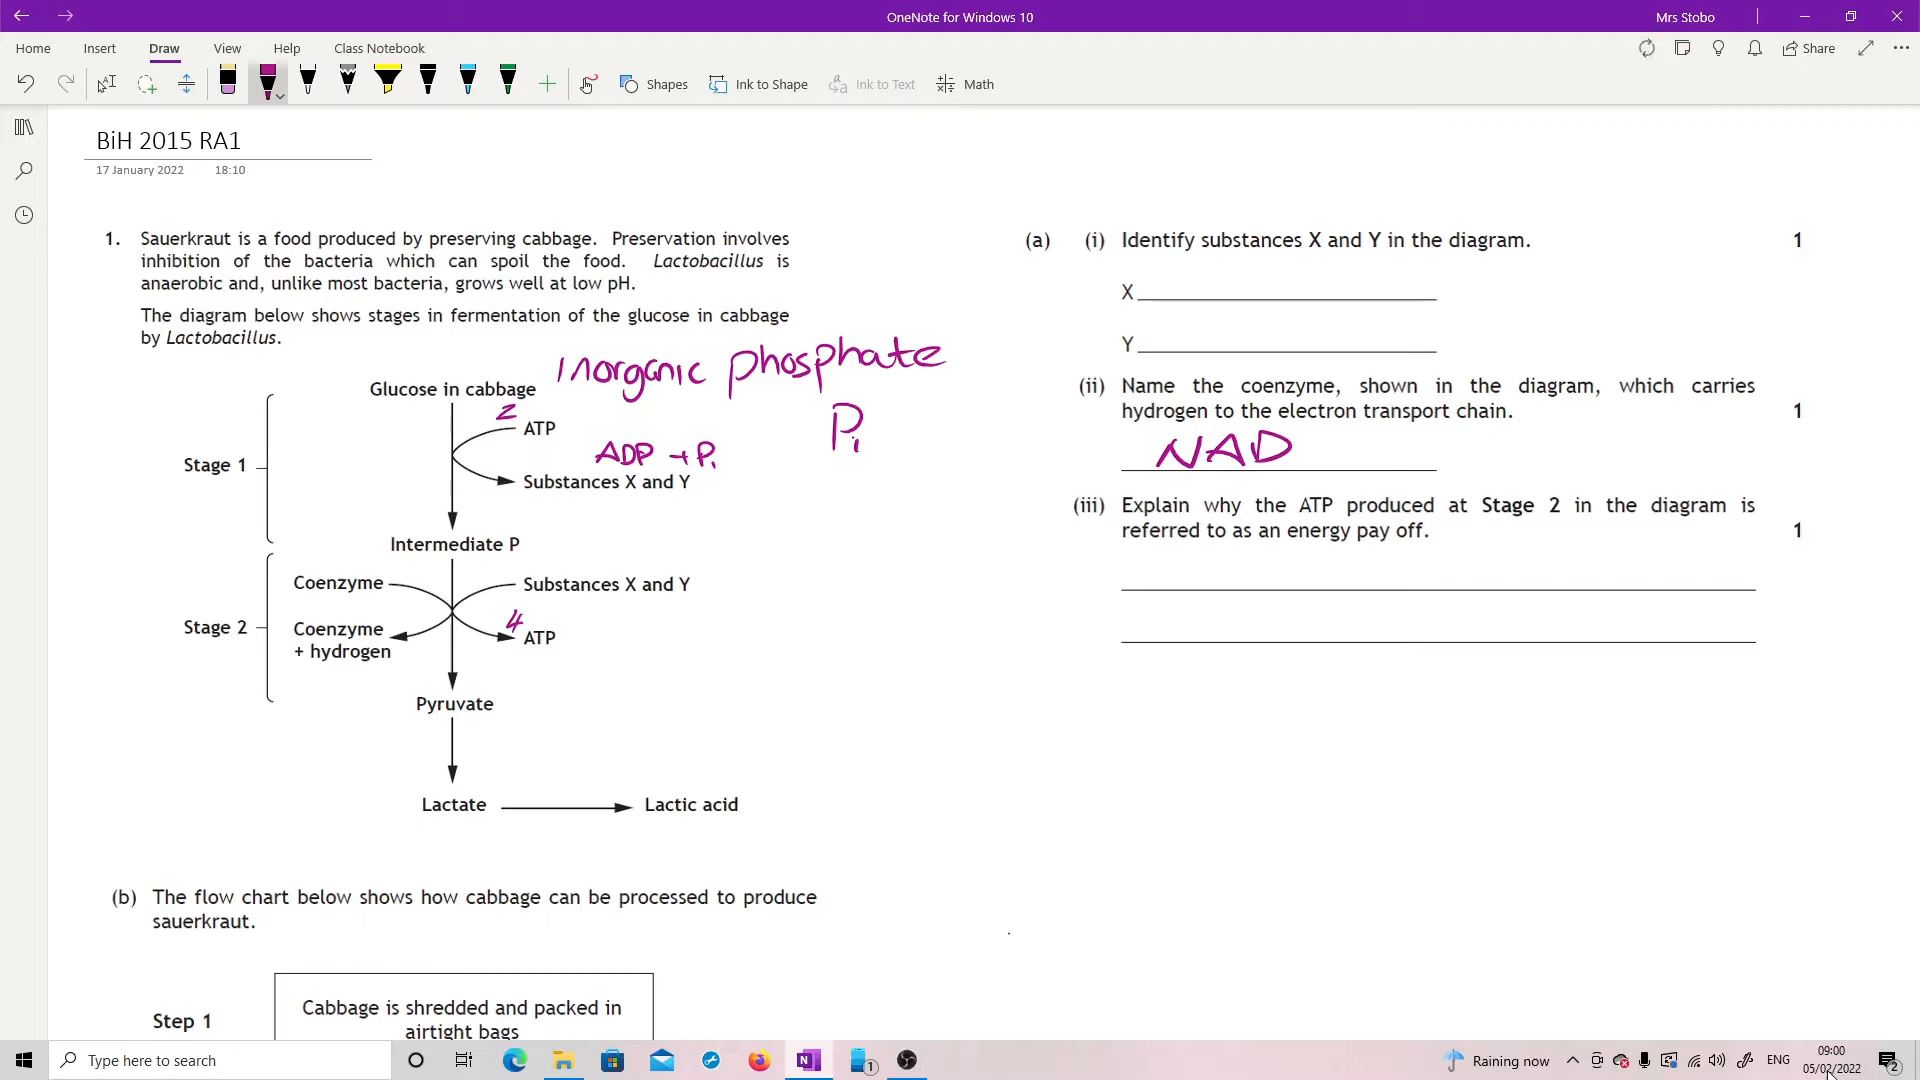 OneNote for Windows 10
Mrs Stobo
Home Insert Draw View Help Class Notebook
Share
Shapes Ink to Shape Ink to Text Math
BiH 2015 RA1
17 January 2022 18:10
1. Sauerkraut is a food produced by preserving cabbage. Preservation involves
inhibition of the bacteria which can spoil the food. Lactobacillus is
anaerobic and, unlike most bacteria, grows well at low pH.
The diagram below shows stages in fermentation of the glucose in cabbage
by Lactobacillus.
Inorganic phosphate
Pi
Glucose in cabbage
2
ATP
ADP + Pi
Stage 1
Substances X and Y
Intermediate P
Coenzyme
Substances X and Y
4
Stage 2
Coenzyme
+ hydrogen
ATP
Pyruvate
Lactate
Lactic acid
(b) The flow chart below shows how cabbage can be processed to produce
sauerkraut.
Step 1
Cabbage is shredded and packed in
airtight bags
(a) (i) Identify substances X and Y in the diagram. 1
X
Y
(ii) Name the coenzyme, shown in the diagram, which carries
hydrogen to the electron transport chain. 1
NAD
(iii) Explain why the ATP produced at Stage 2 in the diagram is
referred to as an energy pay off. 1
Type here to search
1
Raining now
ENG
09:00
05/02/2022
2